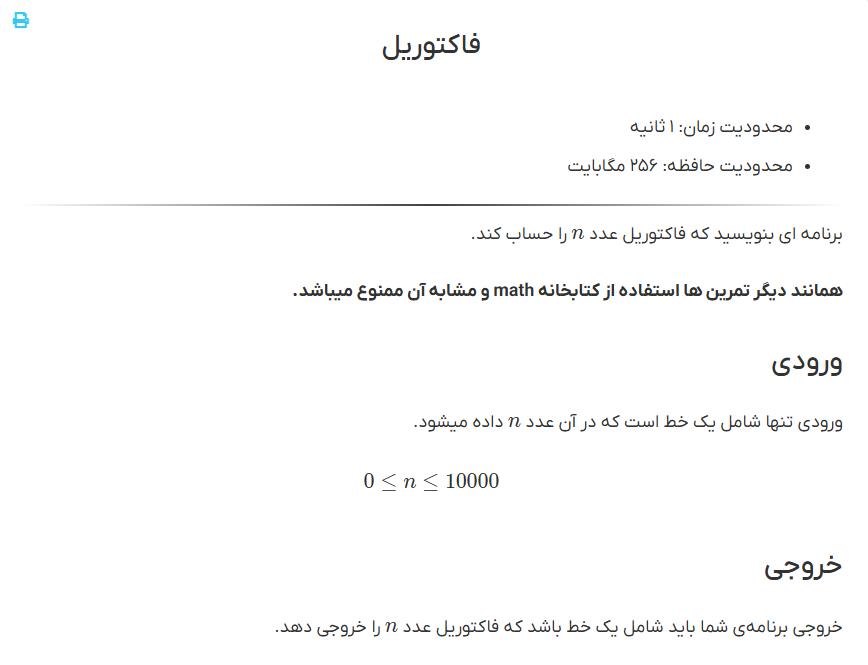 فاکتوریل
محدودیت زمان: ۱ ثانیه
محدودیت حافظه: ۲۵۶ مگابایت
برنامه ای بنویسید که فاکتوریل عدد n را حساب کند.
همانند دیگر تمرین ها استفاده از کتابخانه math و مشابه آن ممنوع میباشد.
ورودی
ورودی تنها شامل یک خط است که در آن عدد n داده میشود.
0 ≤ n ≤ 10000
خروجی
خروجی برنامه‌ی شما باید شامل یک خط باشد که فاکتوریل عدد n را خروجی دهد.